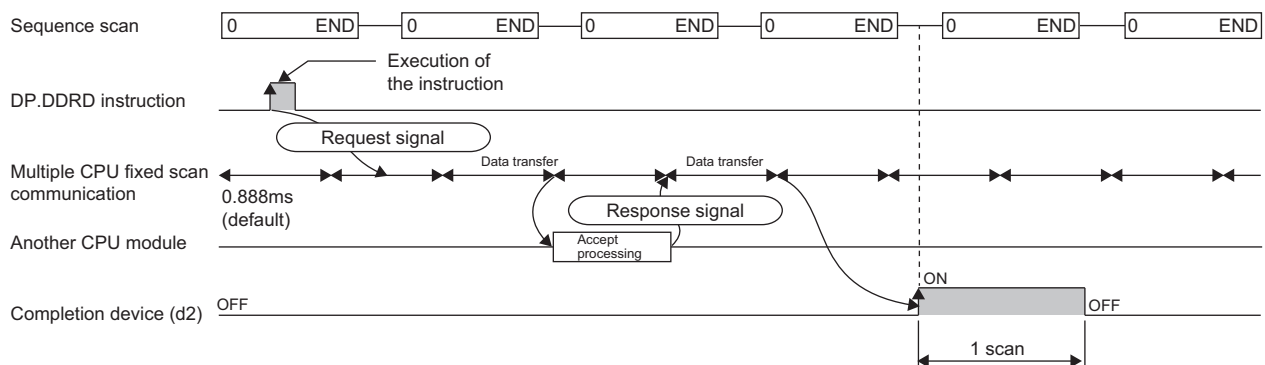 Sequence scan
0 END 0 END 0 END 0 END 0 END 0 END
Execution of
the instruction
DP.DDRD instruction
Request signal
Data transfer
Data transfer
Multiple CPU fixed scan
communication
0.888ms
(default)
Response signal
Another CPU module
Accept
processing
ON
Completion device (d2)
OFF
OFF
1 scan